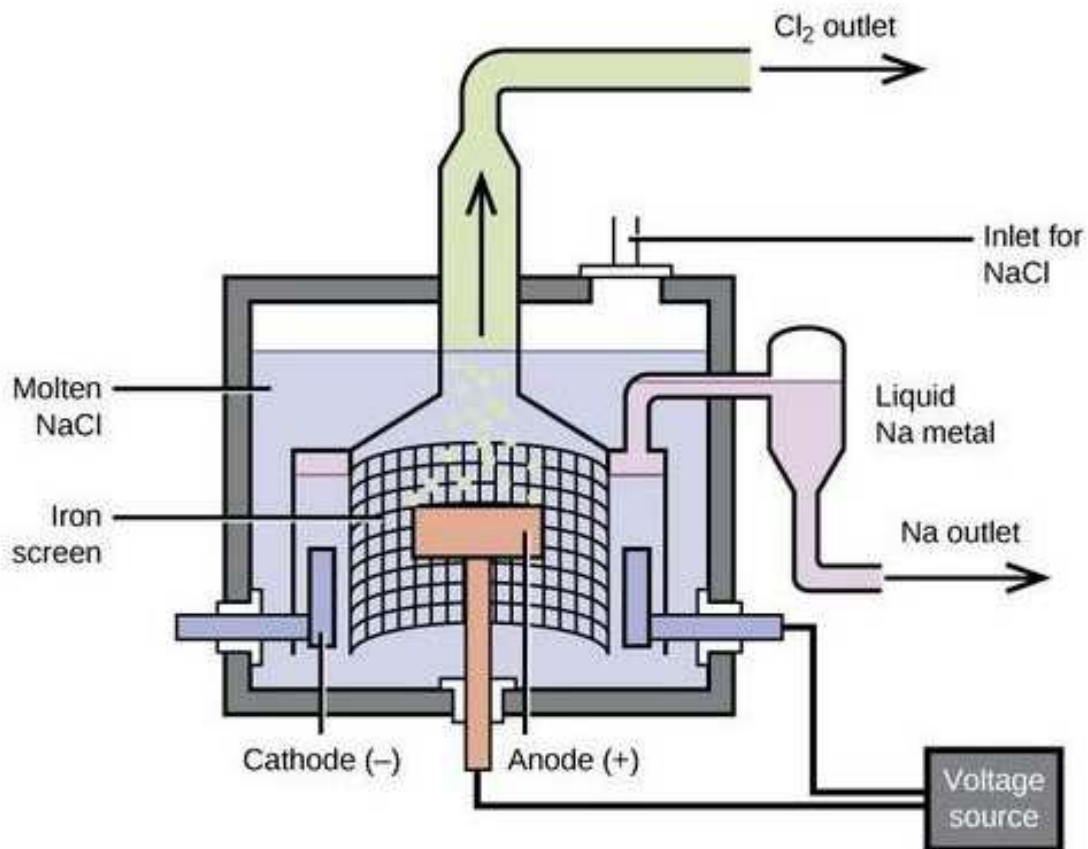 Cl₂ outlet
Inlet for
NaCl
Molten
NaCl
Liquid
Na metal
Iron
screen
Na outlet
Cathode (–)
Anode (+)
Voltage
source